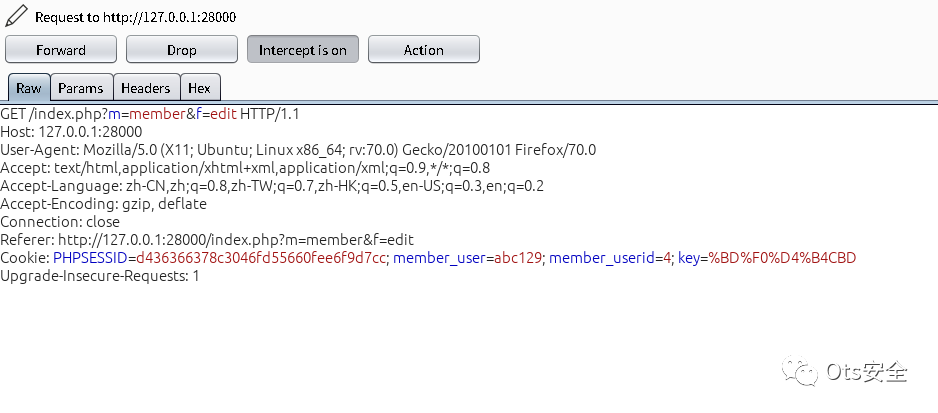 Request to http://127.0.0.1:28000
Forward Drop Intercept is on Action
Raw Params Headers Hex
GET /index.php?m=member&f=edit HTTP/1.1
Host: 127.0.0.1:28000
User-Agent: Mozilla/5.0 (X11; Ubuntu; Linux x86_64; rv:70.0) Gecko/20100101 Firefox/70.0
Accept: text/html,application/xhtml+xml,application/xml;q=0.9,*/*;q=0.8
Accept-Language: zh-CN,zh;q=0.8,zh-TW;q=0.7,zh-HK;q=0.5,en-US;q=0.3,en;q=0.2
Accept-Encoding: gzip, deflate
Connection: close
Referer: http://127.0.0.1:28000/index.php?m=member&f=edit
Cookie: PHPSESSID=d436366378c3046fd55660fee6f9d7cc; member_user=abc129; member_userid=4; key=%BD%F0%D4%B4CBD
Upgrade-Insecure-Requests: 1
Ots安全